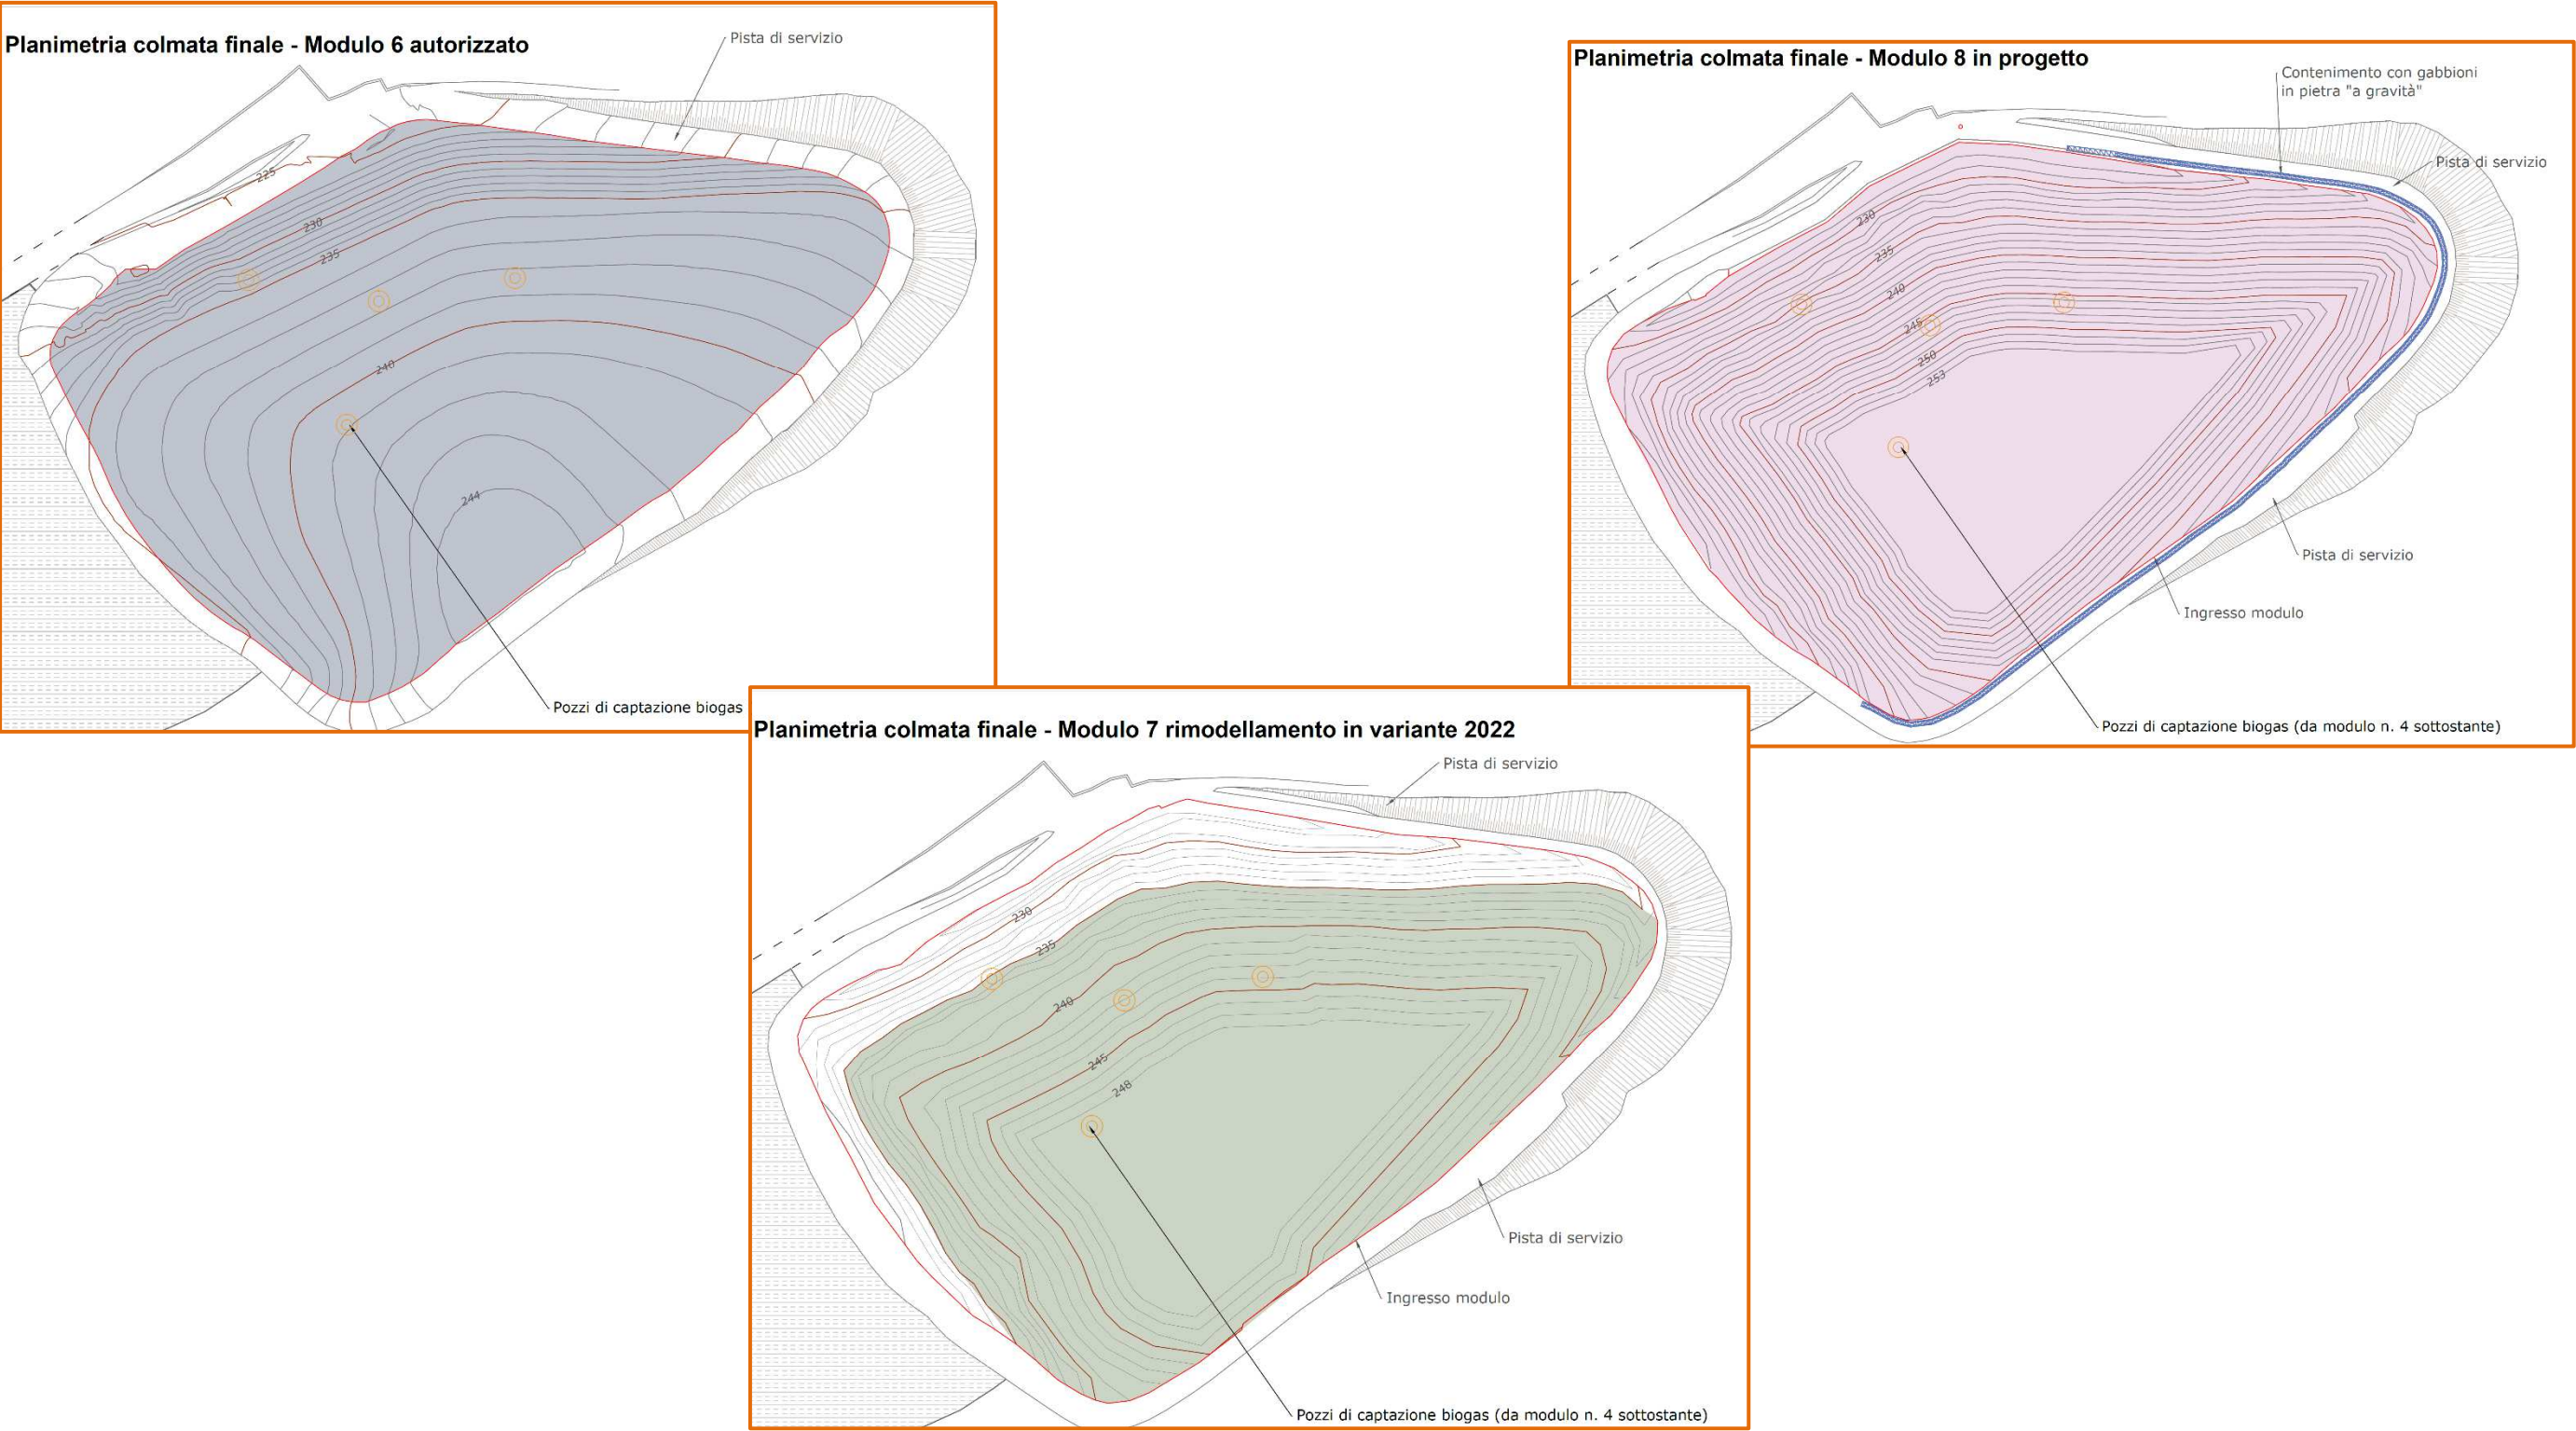 Planimetria colmata finale - Modulo 6 autorizzato
Pista di servizio
225
230
235
240
244
Pozzi di captazione biogas
Planimetria colmata finale - Modulo 8 in progetto
Contenimento con gabbioni
in pietra "a gravità"
Pista di servizio
230
235
240
245
250
253
Pista di servizio
Ingresso modulo
Pozzi di captazione biogas (da modulo n. 4 sottostante)
Planimetria colmata finale - Modulo 7 rimodellamento in variante 2022
Pista di servizio
230
235
240
245
248
Pista di servizio
Ingresso modulo
Pozzi di captazione biogas (da modulo n. 4 sottostante)